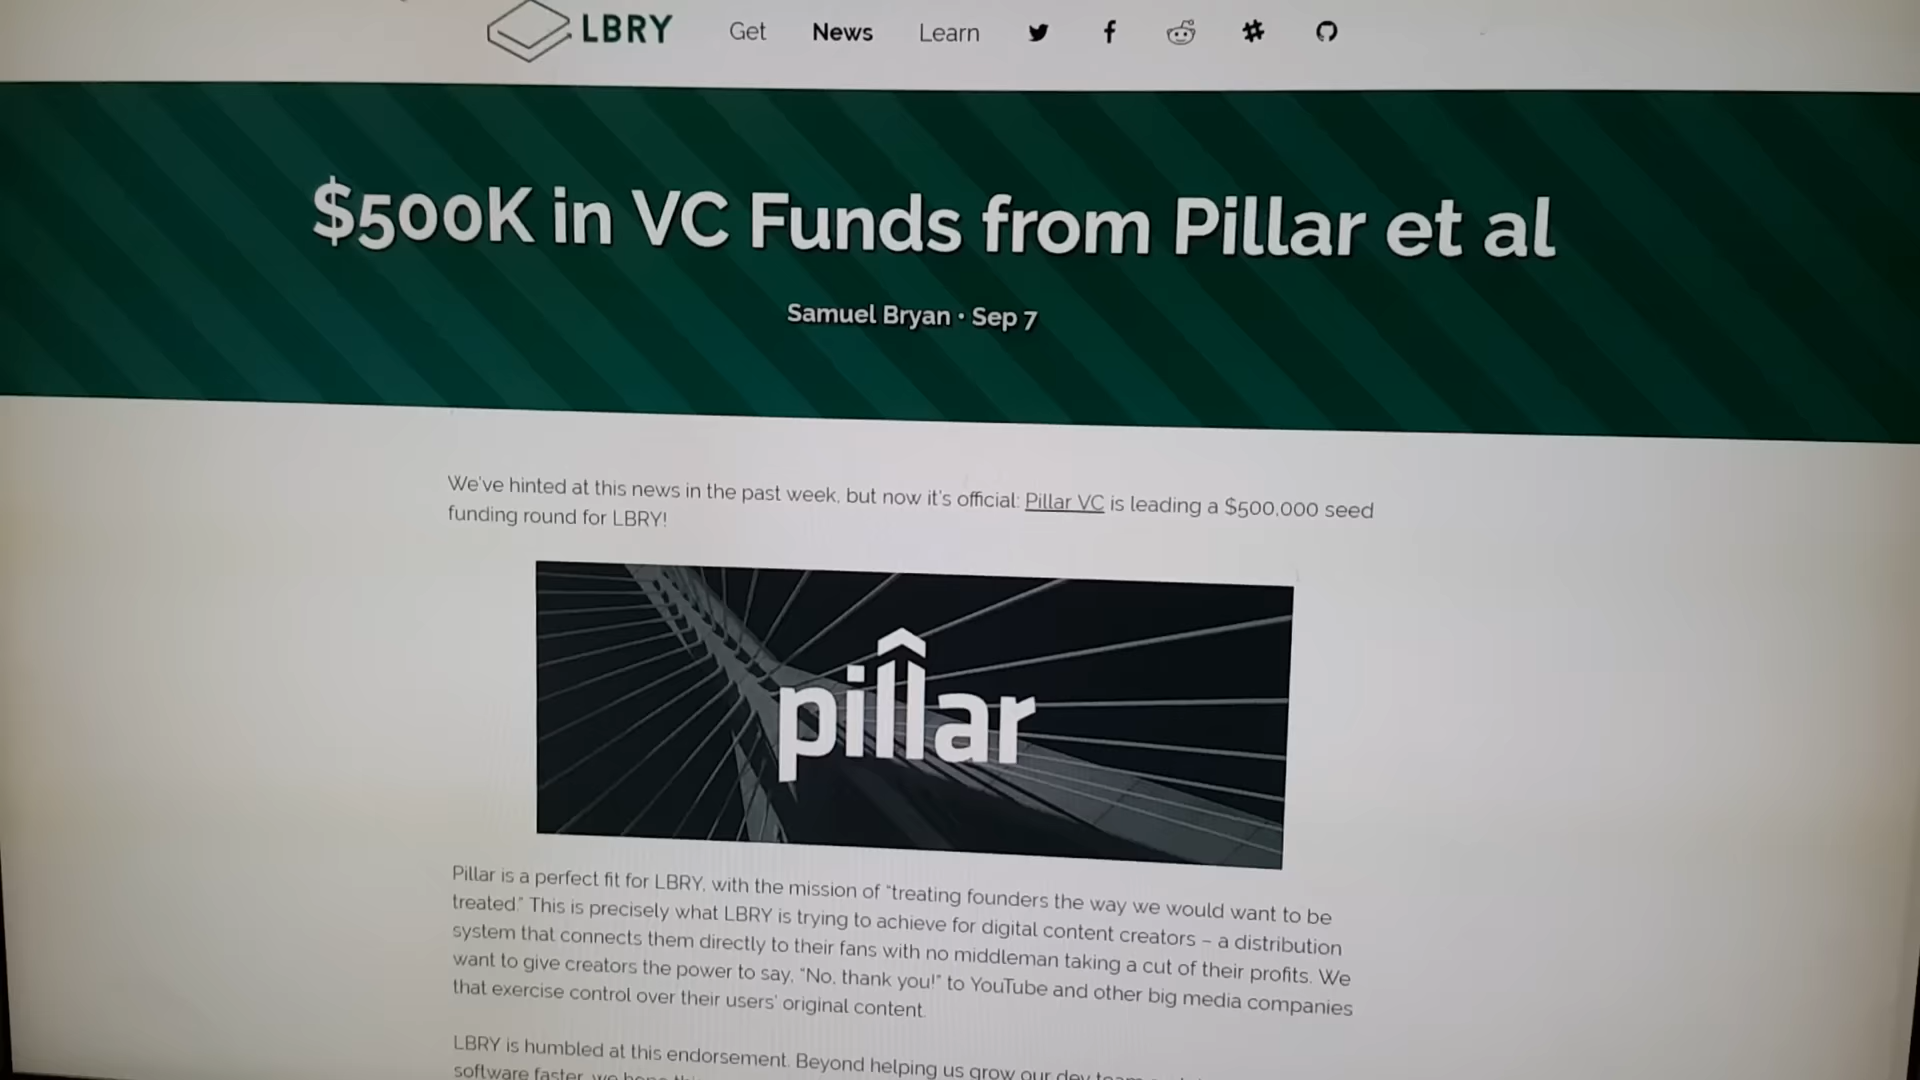 LBRY Get News Learn
$500K in VC Funds from Pillar et al
Samuel Bryan • Sep 7
We've hinted at this news in the past week, but now it's official: Pillar VC is leading a $500,000 seed
funding round for LBRY!
pillar
Pillar is a perfect fit for LBRY, with the mission of “treating founders the way we would want to be
treated.” This is precisely what LBRY is trying to achieve for digital content creators – a distribution
system that connects them directly to their fans with no middleman taking a cut of their profits. We
want to give creators the power to say, “No, thank you!” to YouTube and other big media companies
that exercise control over their users' original content.
LBRY is humbled at this endorsement. Beyond helping us grow our dev team
software faster, we hope